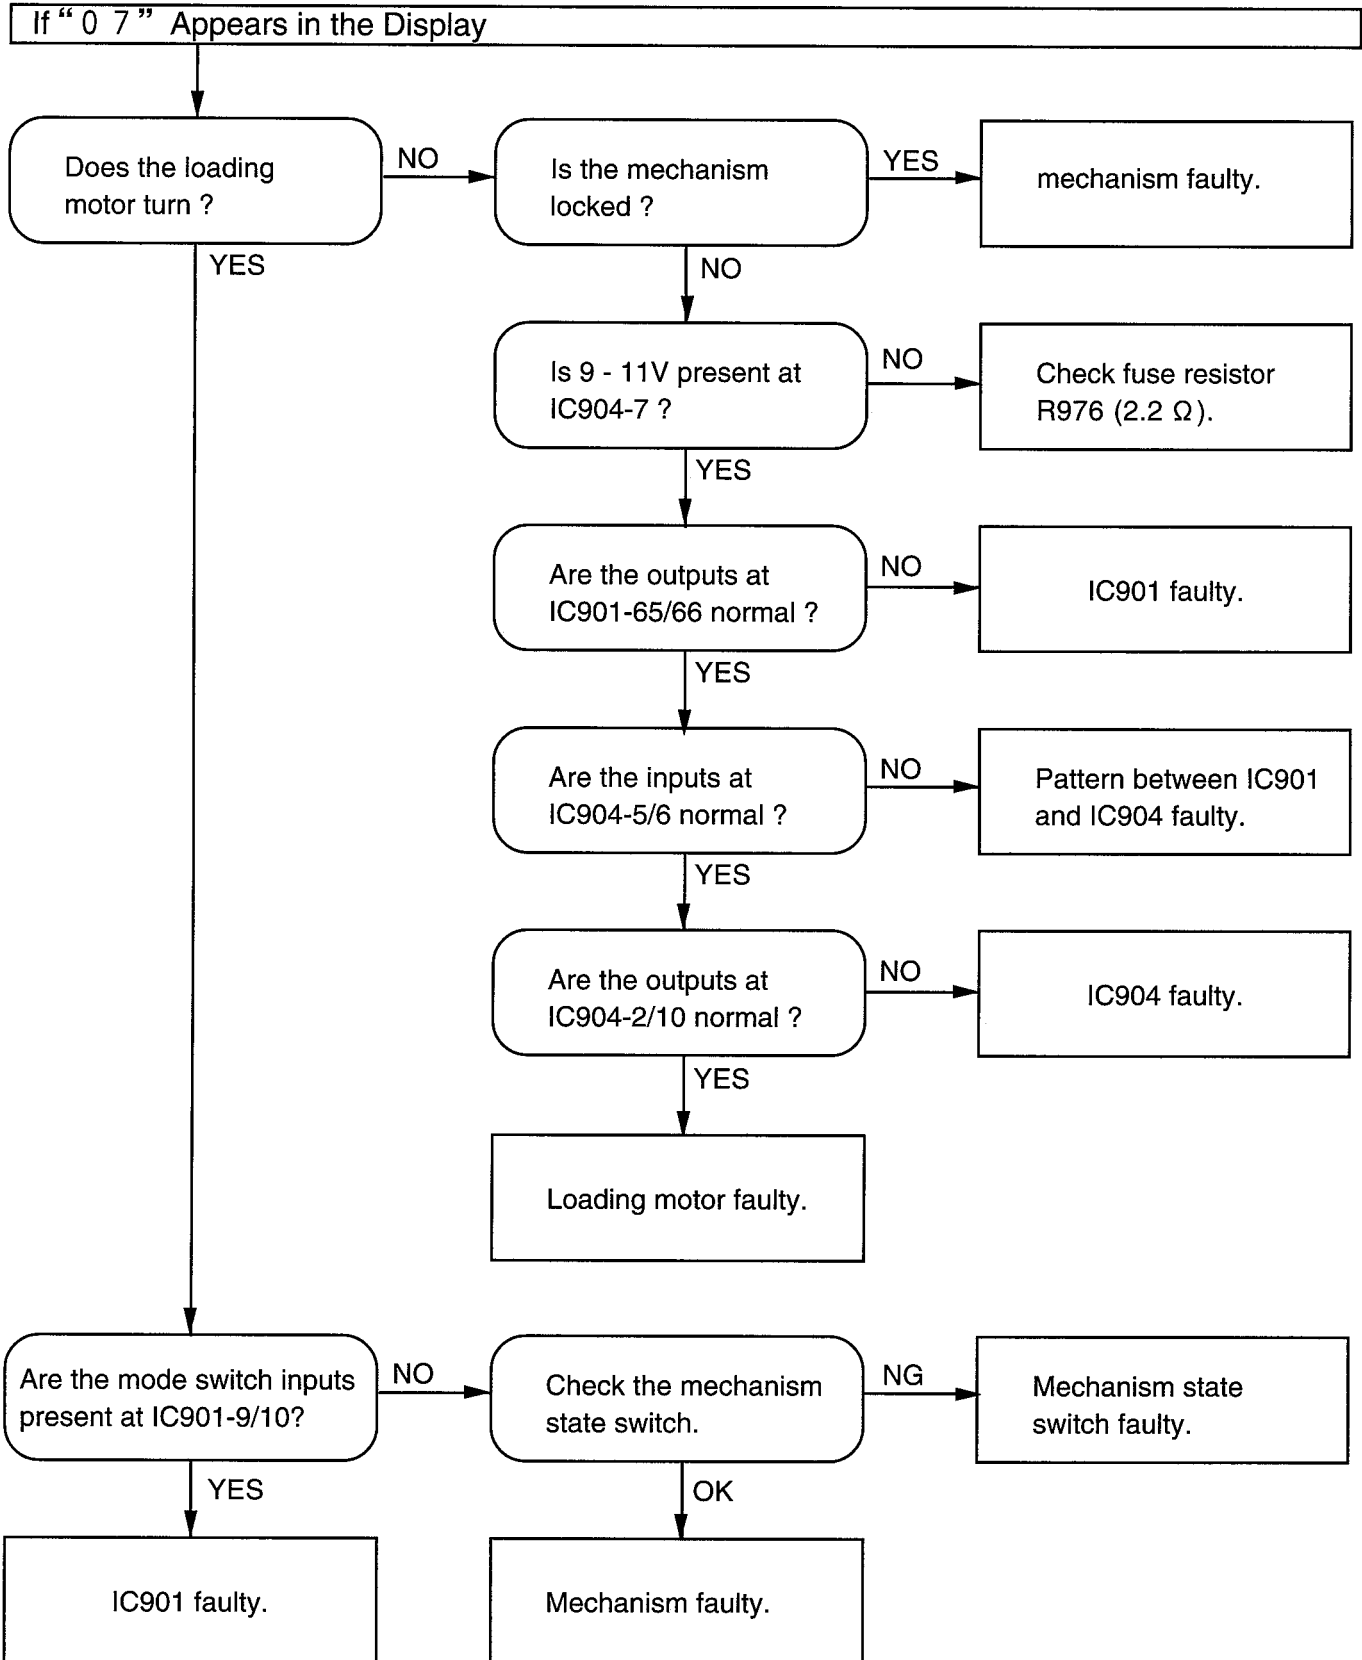 If “ 0 7 ” Appears in the Display
Does the loading
motor turn ?
NO
Is the mechanism
locked ?
YES
mechanism faulty.
YES
NO
Is 9 - 11V present at
IC904-7 ?
NO
Check fuse resistor
R976 (2.2 Ω).
YES
Are the outputs at
IC901-65/66 normal ?
NO
IC901 faulty.
YES
Are the inputs at
IC904-5/6 normal ?
NO
Pattern between IC901
and IC904 faulty.
YES
Are the outputs at
IC904-2/10 normal ?
NO
IC904 faulty.
YES
Loading motor faulty.
Are the mode switch inputs
present at IC901-9/10?
NO
Check the mechanism
state switch.
NG
Mechanism state
switch faulty.
YES
OK
IC901 faulty.
Mechanism faulty.